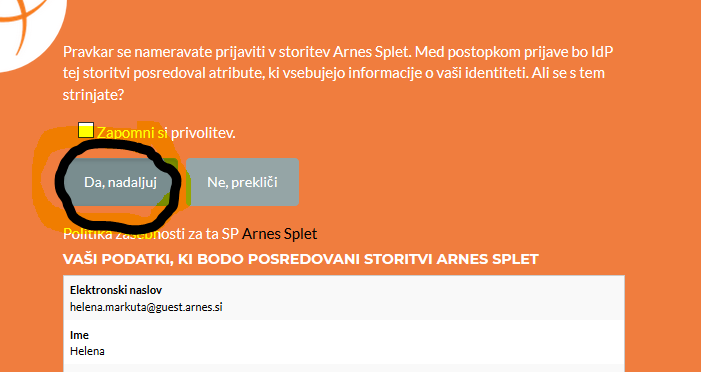 Pravkar se nameravate prijaviti v storitev Arnes Splet. Med postopkom prijave bo IdP
tej storitvi posredoval atribute, ki vsebujejo informacije o vaši identiteti. Ali se s tem
strinjate?
Zapomni si privolitev.
Da, nadaljuj
Ne, prekliči
Politika zasebnosti za ta SP Arnes Splet
VAŠI PODATKI, KI BODO POSREDOVANI STORITVI ARNES SPLET
Elektronski naslov
helena.markuta@guest.arnes.si
Ime
Helena